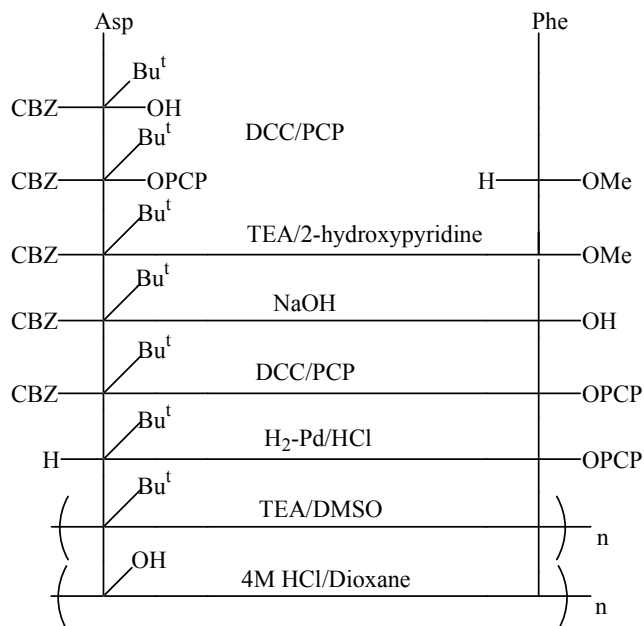 Asp Phe
Bu^t
CBZ OH
DCC/PCP
Bu^t
CBZ OPCP H OMe
Bu^t
TEA/2-hydroxypyridine
CBZ OMe
Bu^t
NaOH
CBZ OH
Bu^t
DCC/PCP
CBZ OPCP
Bu^t
H₂-Pd/HCl
H OPCP
Bu^t
TEA/DMSO
n
OH
4M HCl/Dioxane
n